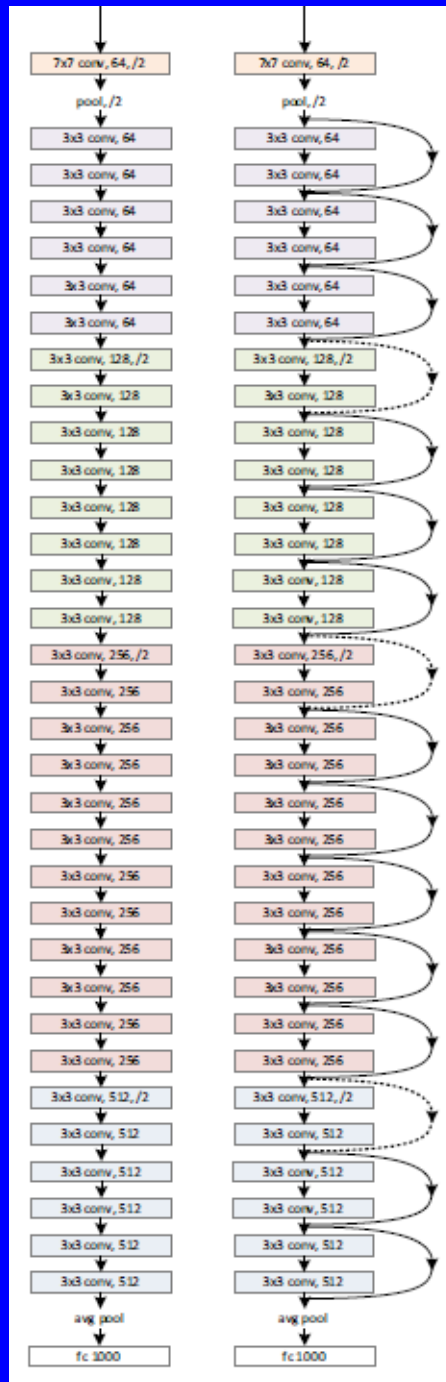 7x7 conv, 64, /2
pool, /2
3x3 conv, 64
3x3 conv, 64
3x3 conv, 64
3x3 conv, 64
3x3 conv, 64
3x3 conv, 64
3x3 conv, 128, /2
3x3 conv, 128
3x3 conv, 128
3x3 conv, 128
3x3 conv, 128
3x3 conv, 128
3x3 conv, 128
3x3 conv, 128
3x3 conv, 256, /2
3x3 conv, 256
3x3 conv, 256
3x3 conv, 256
3x3 conv, 256
3x3 conv, 256
3x3 conv, 256
3x3 conv, 256
3x3 conv, 256
3x3 conv, 256
3x3 conv, 256
3x3 conv, 256
3x3 conv, 512, /2
3x3 conv, 512
3x3 conv, 512
3x3 conv, 512
3x3 conv, 512
3x3 conv, 512
avg pool
fc 1000
7x7 conv, 64, /2
pool, /2
3x3 conv, 64
3x3 conv, 64
3x3 conv, 64
3x3 conv, 64
3x3 conv, 64
3x3 conv, 64
3x3 conv, 128, /2
3x3 conv, 128
3x3 conv, 128
3x3 conv, 128
3x3 conv, 128
3x3 conv, 128
3x3 conv, 128
3x3 conv, 128
3x3 conv, 256, /2
3x3 conv, 256
3x3 conv, 256
3x3 conv, 256
3x3 conv, 256
3x3 conv, 256
3x3 conv, 256
3x3 conv, 256
3x3 conv, 256
3x3 conv, 256
3x3 conv, 256
3x3 conv, 256
3x3 conv, 512, /2
3x3 conv, 512
3x3 conv, 512
3x3 conv, 512
3x3 conv, 512
3x3 conv, 512
avg pool
fc 1000